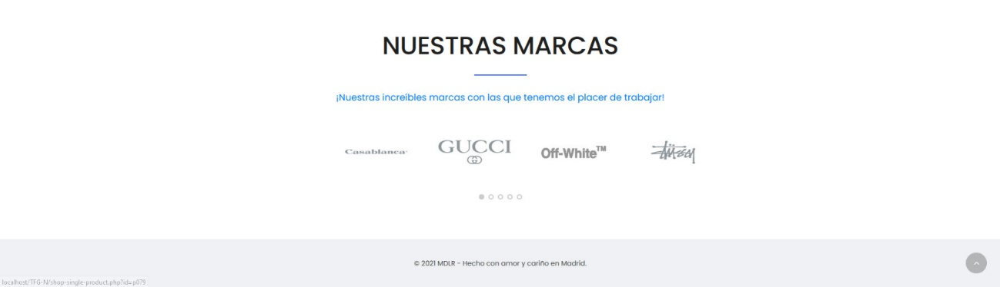 NUESTRAS MARCAS
¡Nuestras increíbles marcas con las que tenemos el placer de trabajar!
Casablanca GUCCI Off-White™ Stüssy
© 2021 MDLR - Hecho con amor y cariño en Madrid.
localhost/TFG-N/shop-single-product.php?id=p079